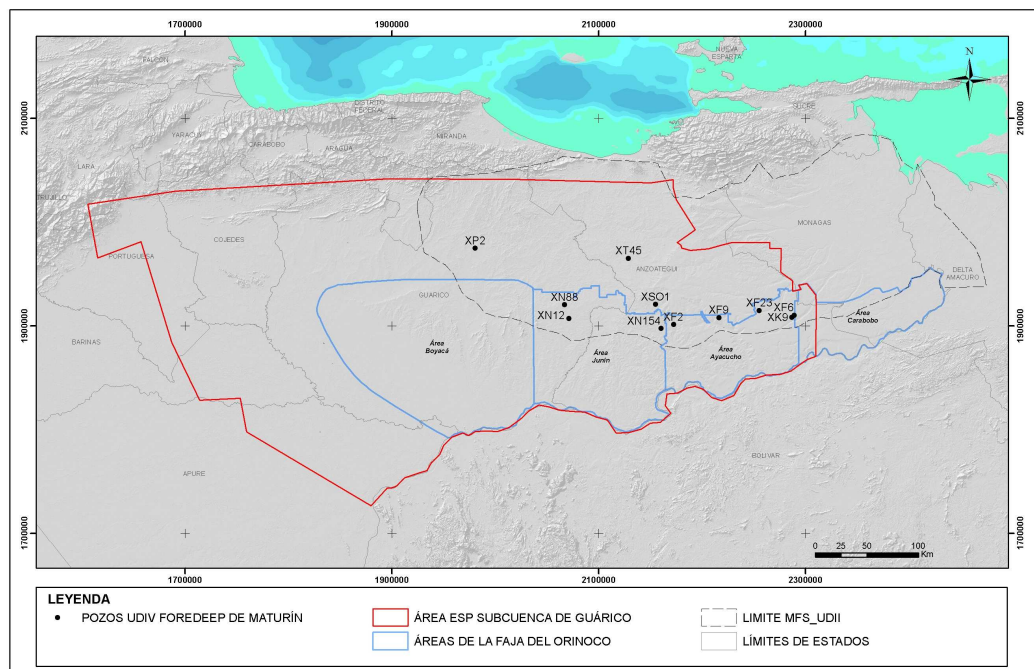 1700000 1900000 2100000 2300000
NUEVA ESPARTA
N
FALCON
2100000 2100000
DISTRITO FEDERAL
SUCRE
YARACUY
CARABOBO
MIRANDA
ARAGUA
LARA
TRUJILLO
MONAGAS
XP2
COJEDES
XT45
PORTUGUESA
ANZOATEGUI
DELTA AMACURO
GUARICO
XN88
XSO1
XF23
XF6
XN12
XF9
XK9
1900000 1900000
XN154
XF2
Área Carabobo
BARINAS
Área Boyacá
Área Junín
Área Ayacucho
BOLIVAR
APURE
1700000 1700000
0 25 50 100
Km
1700000 1900000 2100000 2300000
LEYENDA
POZOS UDIV FOREDEEP DE MATURÍN
ÁREA ESP SUBCUENCA DE GUÁRICO
LIMITE MFS_UDII
ÁREAS DE LA FAJA DEL ORINOCO
LÍMITES DE ESTADOS